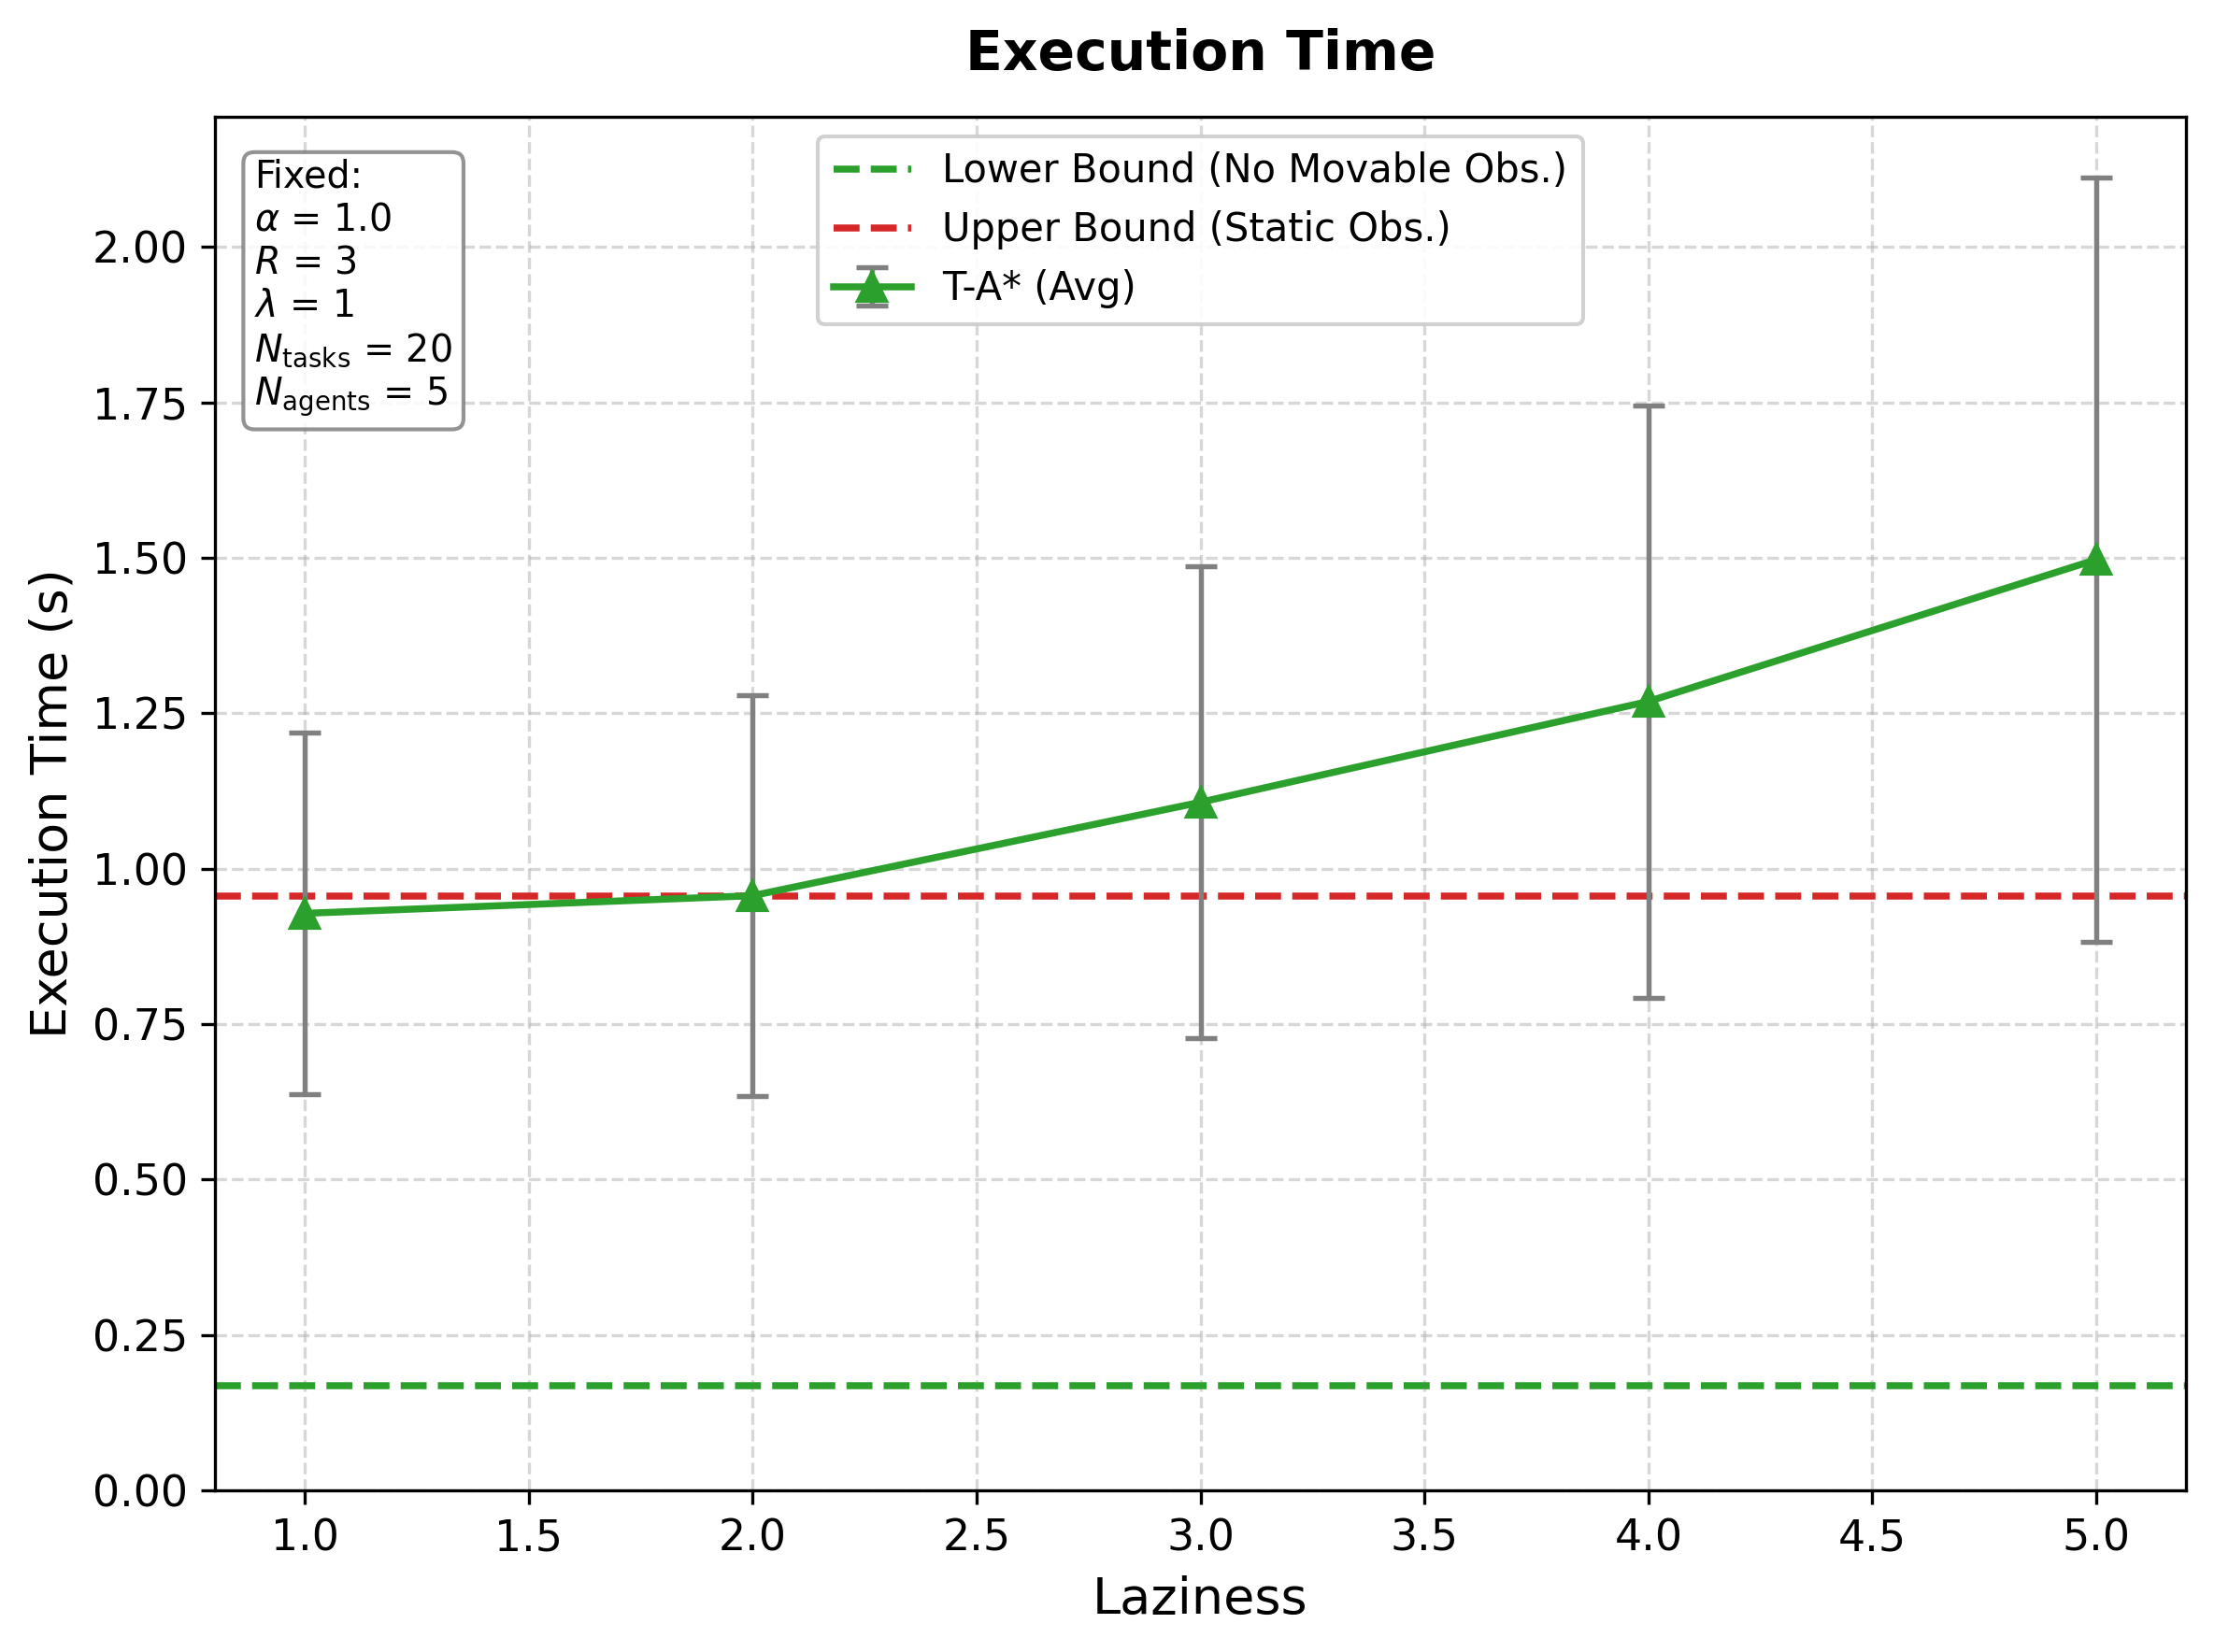 Execution Time
Fixed:
α = 1.0
R = 3
λ = 1
N_tasks = 20
N_agents = 5
Lower Bound (No Movable Obs.)
Upper Bound (Static Obs.)
T-A* (Avg)
Execution Time (s)
2.00
1.75
1.50
1.25
1.00
0.75
0.50
0.25
0.00
1.0 1.5 2.0 2.5 3.0 3.5 4.0 4.5 5.0
Laziness